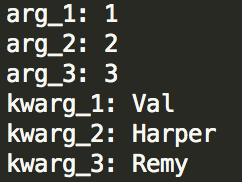 arg_1: 1
arg_2: 2
arg_3: 3
kwarg_1: Val
kwarg_2: Harper
kwarg_3: Remy